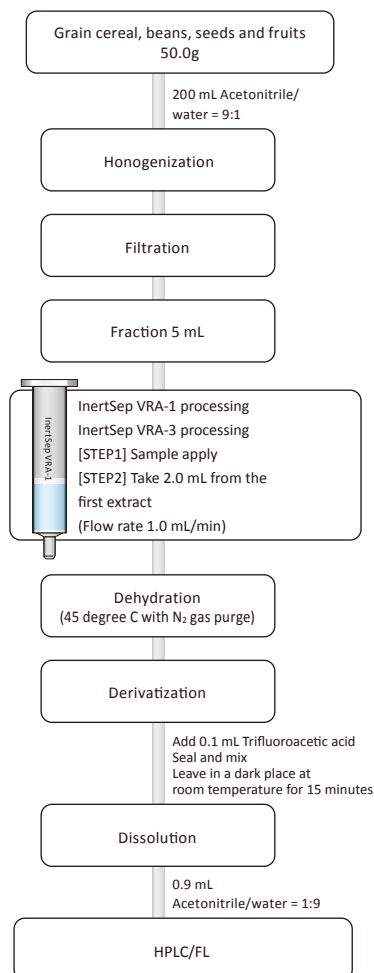 Grain cereal, beans, seeds and fruits
50.0g
200 mL Acetonitrile/
water = 9:1
Honogenization
Filtration
Fraction 5 mL
InertSep VRA-1
InertSep VRA-1 processing
InertSep VRA-3 processing
[STEP1] Sample apply
[STEP2] Take 2.0 mL from the
first extract
(Flow rate 1.0 mL/min)
Dehydration
(45 degree C with N₂ gas purge)
Derivatization
Add 0.1 mL Trifluoroacetic acid
Seal and mix
Leave in a dark place at
room temperature for 15 minutes
Dissolution
0.9 mL
Acetonitrile/water = 1:9
HPLC/FL